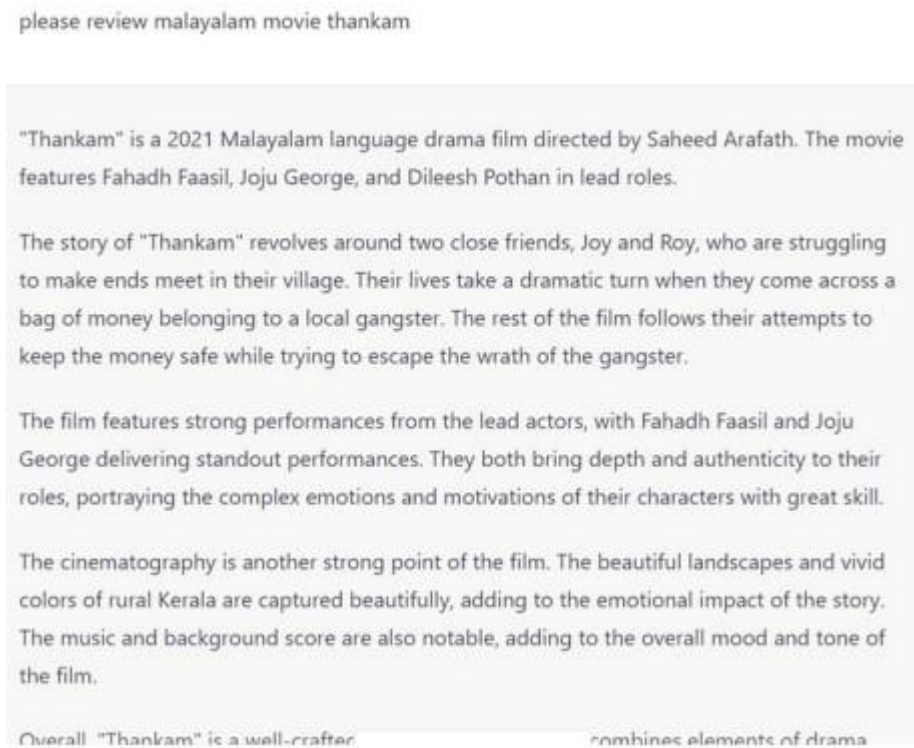 please review malayalam movie thankam
"Thankam" is a 2021 Malayalam language drama film directed by Saheed Arafath. The movie
features Fahadh Faasil, Joju George, and Dileesh Pothan in lead roles.
The story of "Thankam" revolves around two close friends, Joy and Roy, who are struggling
to make ends meet in their village. Their lives take a dramatic turn when they come across a
bag of money belonging to a local gangster. The rest of the film follows their attempts to
keep the money safe while trying to escape the wrath of the gangster.
The film features strong performances from the lead actors, with Fahadh Faasil and Joju
George delivering standout performances. They both bring depth and authenticity to their
roles, portraying the complex emotions and motivations of their characters with great skill.
The cinematography is another strong point of the film. The beautiful landscapes and vivid
colors of rural Kerala are captured beautifully, adding to the emotional impact of the story.
The music and background score are also notable, adding to the overall mood and tone of
the film.
Overall, "Thankam" is a well-crafted combines elements of drama